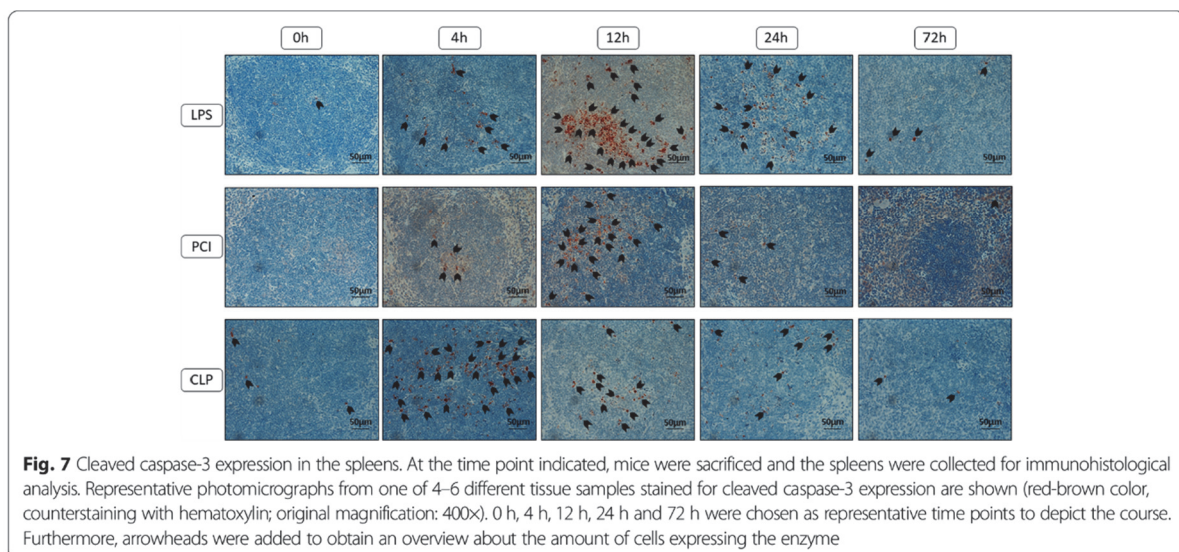 0h 4h 12h 24h 72h
LPS
50µm 50µm 50µm 50µm 50µm
PCI
50µm 50µm 50µm 50µm 50µm
CLP
50µm 50µm 50µm 50µm 50µm
Fig. 7 Cleaved caspase-3 expression in the spleens. At the time point indicated, mice were sacrificed and the spleens were collected for immunohistological
analysis. Representative photomicrographs from one of 4–6 different tissue samples stained for cleaved caspase-3 expression are shown (red-brown color,
counterstaining with hematoxylin; original magnification: 400×). 0 h, 4 h, 12 h, 24 h and 72 h were chosen as representative time points to depict the course.
Furthermore, arrowheads were added to obtain an overview about the amount of cells expressing the enzyme